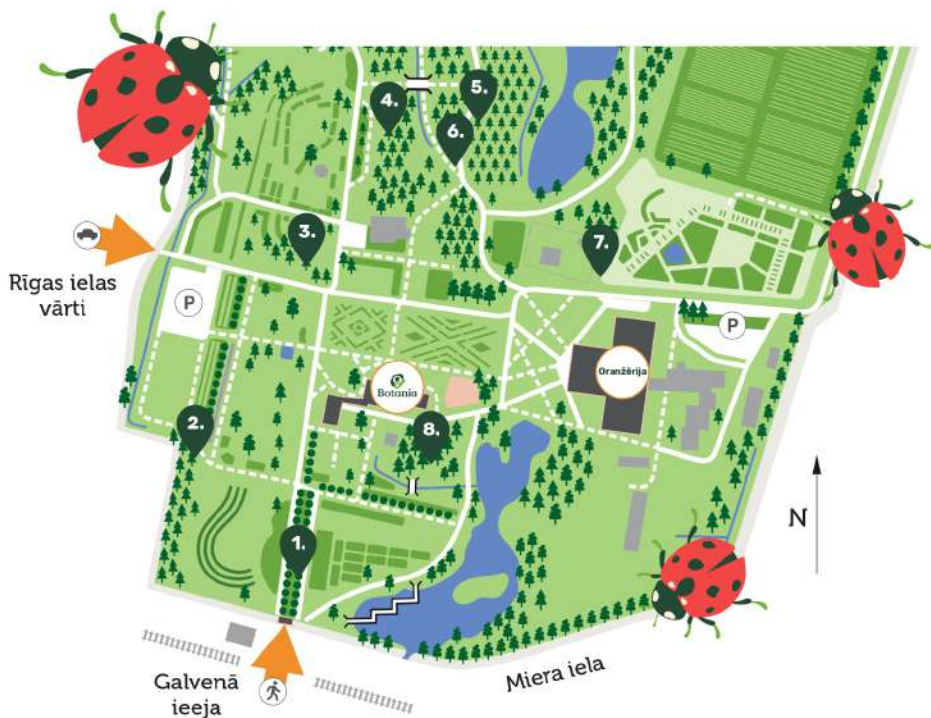 4.
5.
6.
3.
7.
Rīgas ielas
vārti
P
P
Botania
Oranžērija
2.
8.
N
1.
Galvenā
ieeja
Miera iela